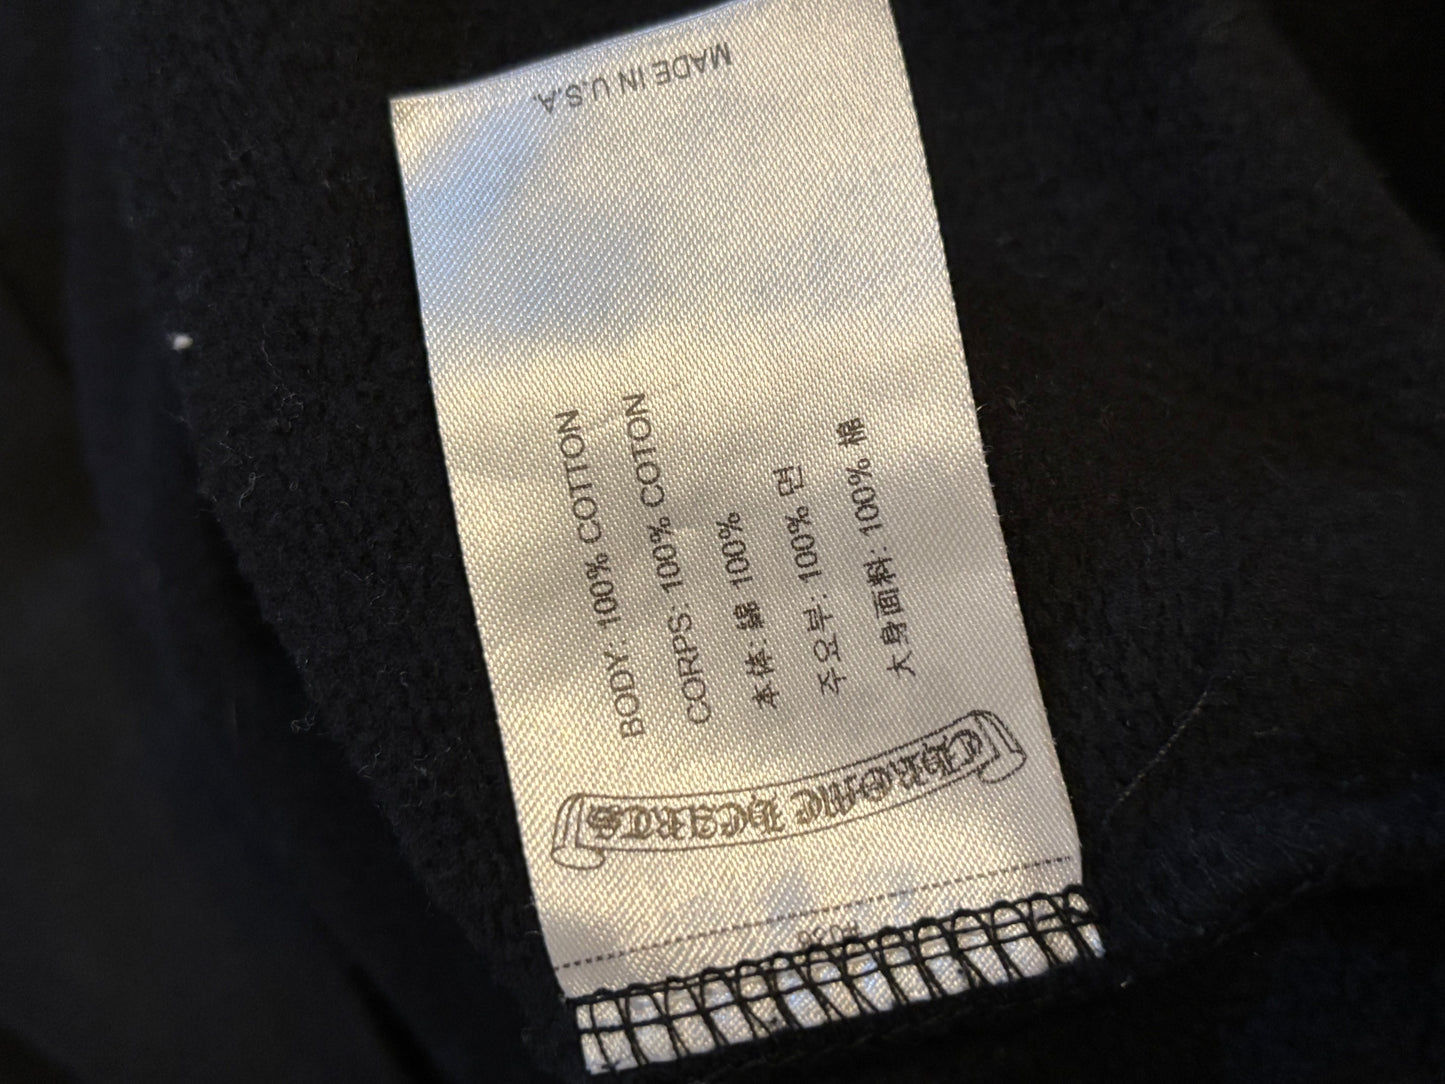 CHROME HEARTS
BODY: 100% COTTON
CORPS: 100% COTON
本体: 綿 100%
주요부: 100% 면
大身面料: 100% 棉
MADE IN U.S.A.